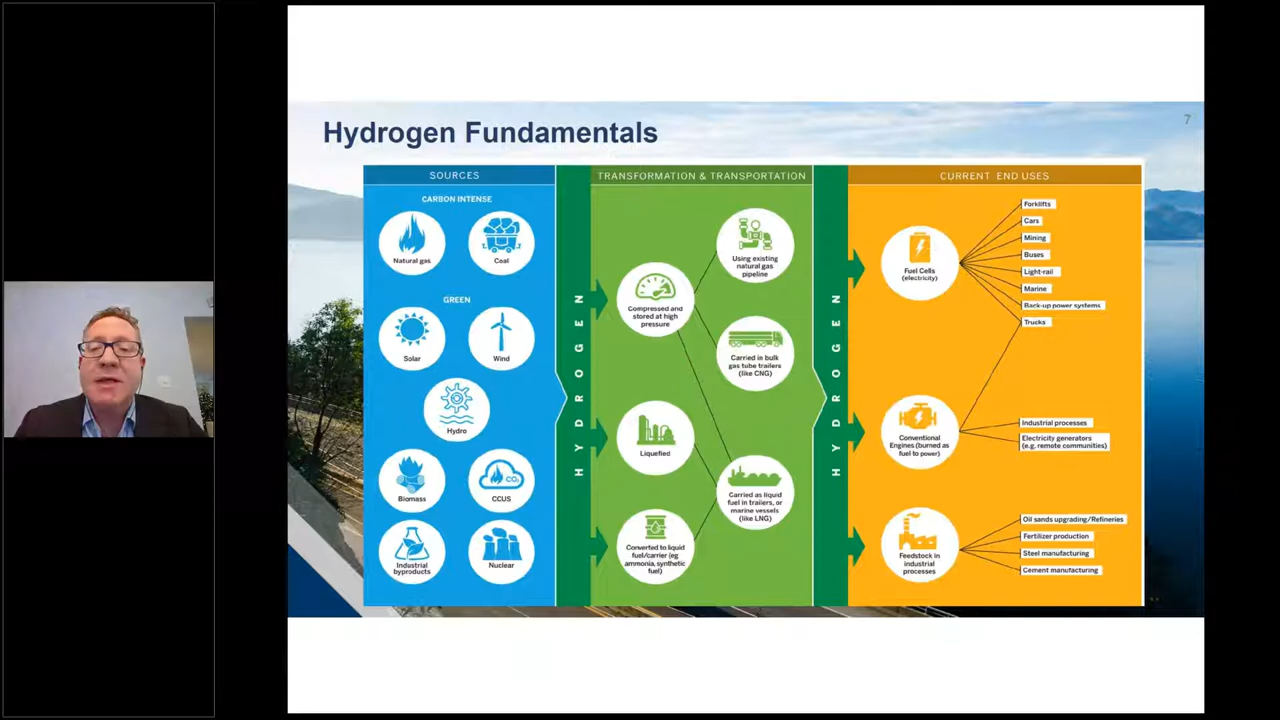 Hydrogen Fundamentals
7
SOURCES
CARBON INTENSE
Natural gas
Coal
GREEN
Solar
Wind
Hydro
Biomass
CO₂
CCUS
Industrial
byproducts
Nuclear
HYDROGEN
TRANSFORMATION & TRANSPORTATION
Compressed and
stored at high
pressure
Liquefied
Converted to liquid
fuel/carrier (eg
ammonia, synthetic
fuel)
Using existing
natural gas
pipeline
Carried in bulk
gas tube trailers
(like CNG)
Carried as liquid
fuel in trailers, or
marine vessels
(like LNG)
HYDROGEN
CURRENT END USES
Fuel Cells
(electricity)
Forklifts
Cars
Mining
Buses
Light-rail
Marine
Back-up power systems
Trucks
Conventional
Engines (burned as
fuel to power)
Industrial processes
Electricity generators
(e.g. remote communities)
Feedstock in
industrial
processes
Oil sands upgrading/Refineries
Fertilizer production
Steel manufacturing
Cement manufacturing